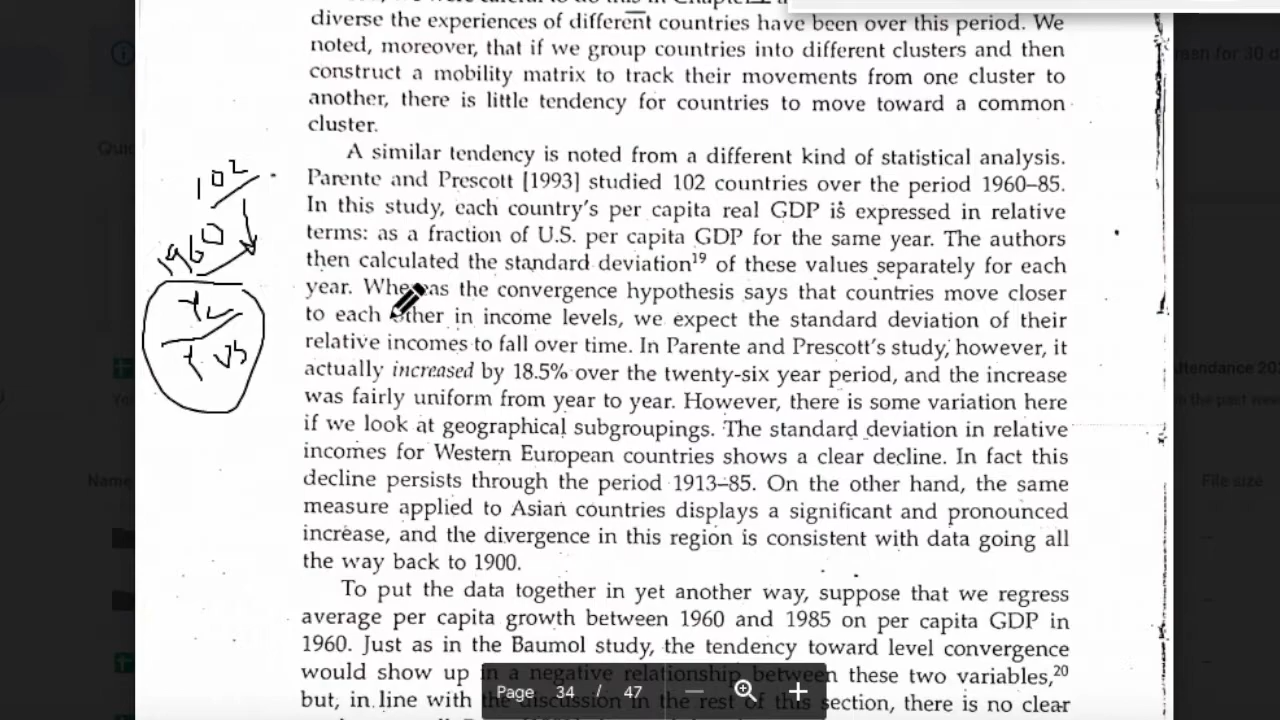 diverse the experiences of different countries have been over this period. We
noted, moreover, that if we group countries into different clusters and then
construct a mobility matrix to track their movements from one cluster to
another, there is little tendency for countries to move toward a common
cluster.
A similar tendency is noted from a different kind of statistical analysis.
Parente and Prescott [1993] studied 102 countries over the period 1960–85.
In this study, each country's per capita real GDP is expressed in relative
terms: as a fraction of U.S. per capita GDP for the same year. The authors
then calculated the standard deviation19 of these values separately for each
year. Whereas the convergence hypothesis says that countries move closer
to each other in income levels, we expect the standard deviation of their
relative incomes to fall over time. In Parente and Prescott's study, however, it
actually increased by 18.5% over the twenty-six year period, and the increase
was fairly uniform from year to year. However, there is some variation here
if we look at geographical subgroupings. The standard deviation in relative
incomes for Western European countries shows a clear decline. In fact this
decline persists through the period 1913–85. On the other hand, the same
measure applied to Asian countries displays a significant and pronounced
increase, and the divergence in this region is consistent with data going all
the way back to 1900.
To put the data together in yet another way, suppose that we regress
average per capita growth between 1960 and 1985 on per capita GDP in
1960. Just as in the Baumol study, the tendency toward level convergence
would show up in a negative relationship between these two variables,20
but, in line with the discussion in the rest of this section, there is no clear
Page 34 / 47
102
1960
Name
File size
ash for 30 d
ttendance 20
n the past wee